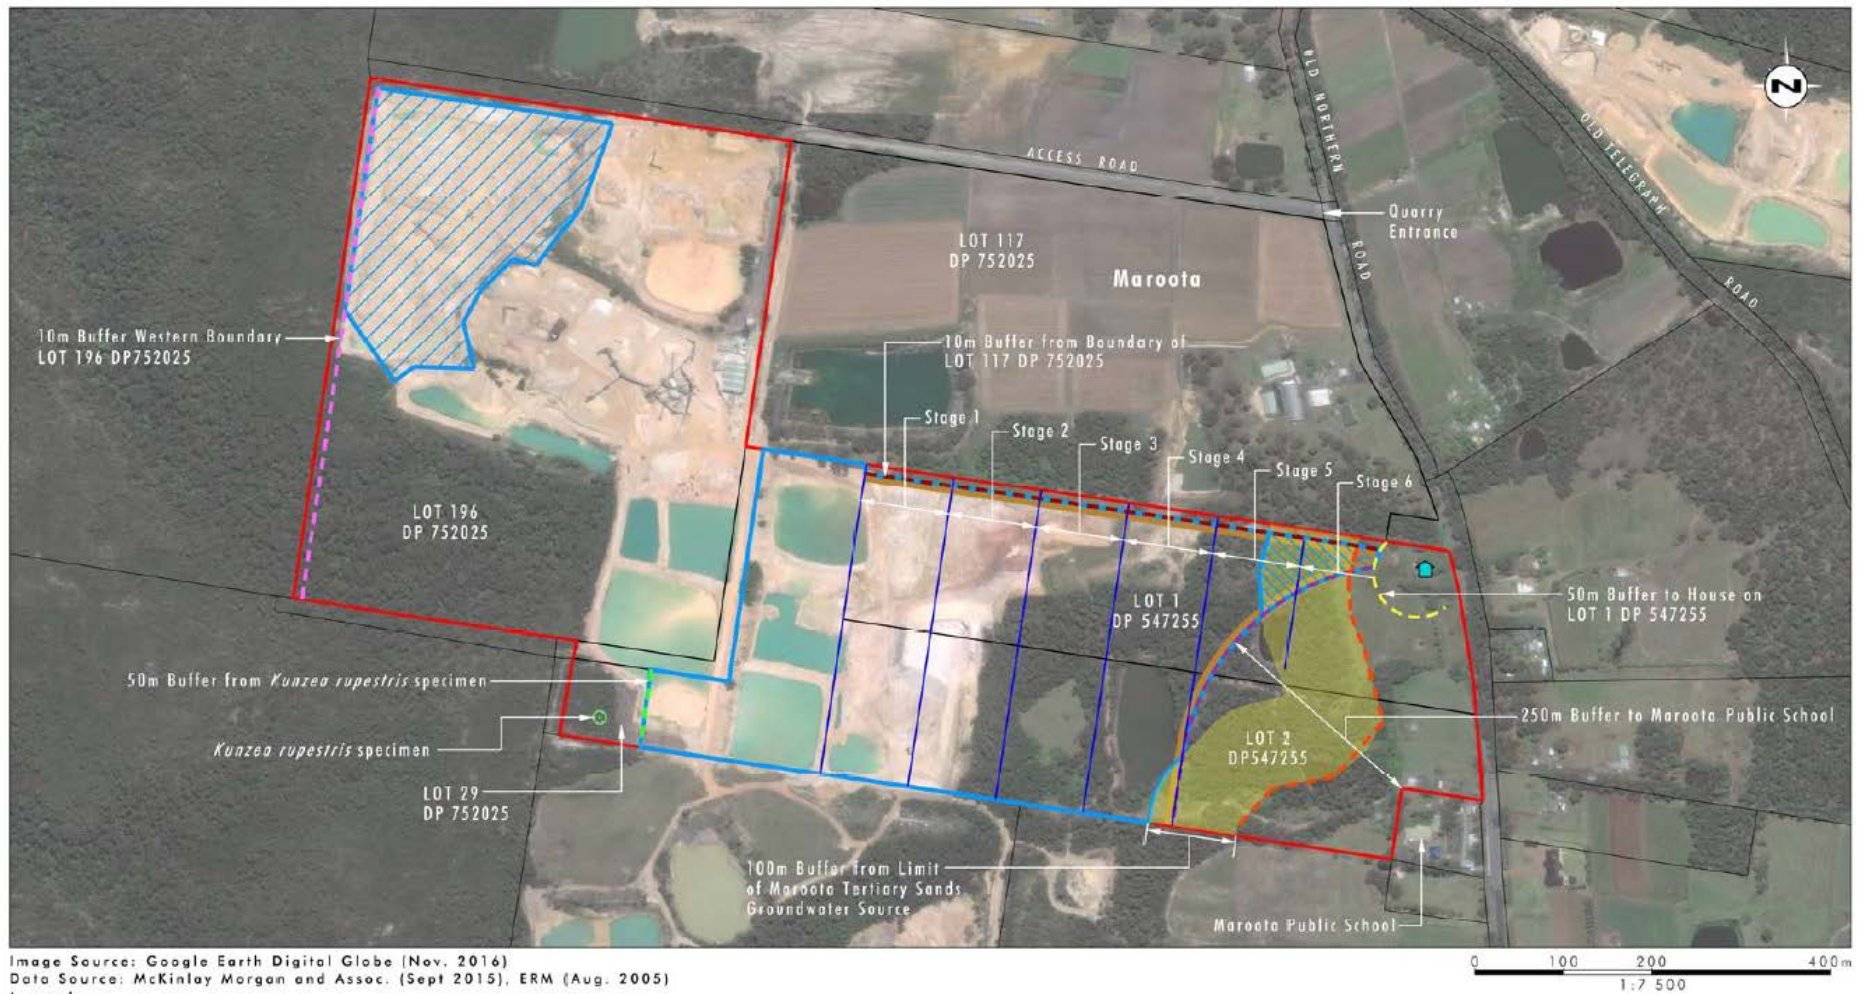 N
OLD NORTHERN
ROAD
OLD TELEGRAPH
ROAD
ACCESS ROAD
Quarry
Entrance
LOT 117
DP 752025
Maroota
10m Buffer Western Boundary
LOT 196 DP752025
10m Buffer from Boundary of
LOT 117 DP 752025
Stage 1
Stage 2
Stage 3
Stage 4
Stage 5
Stage 6
LOT 196
DP 752025
LOT 1
DP 547255
50m Buffer to House on
LOT 1 DP 547255
50m Buffer from Kunzea rupestris specimen
Kunzea rupestris specimen
250m Buffer to Maroota Public School
LOT 2
DP547255
LOT 29
DP 752025
100m Buffer from Limit
of Maroota Tertiary Sands
Groundwater Source
Maroota Public School
Image Source: Google Earth Digital Globe (Nov. 2016)
Data Source: McKinlay Morgan and Assoc. (Sept 2015), ERM (Aug. 2005)
0 100 200 400m
1:7 500